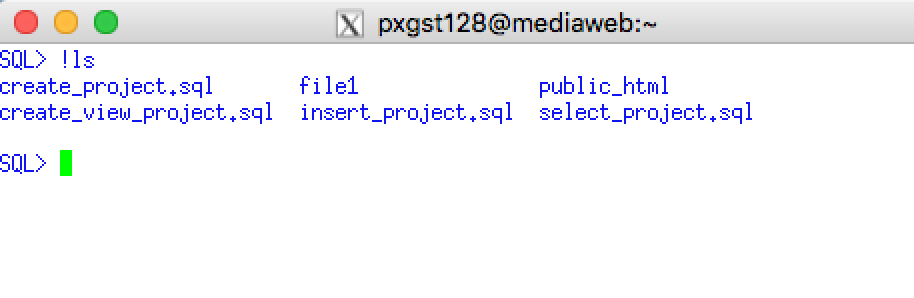 pxgst128@mediaweb:~
SQL> !ls
create_project.sql file1 public_html
create_view_project.sql insert_project.sql select_project.sql
SQL>